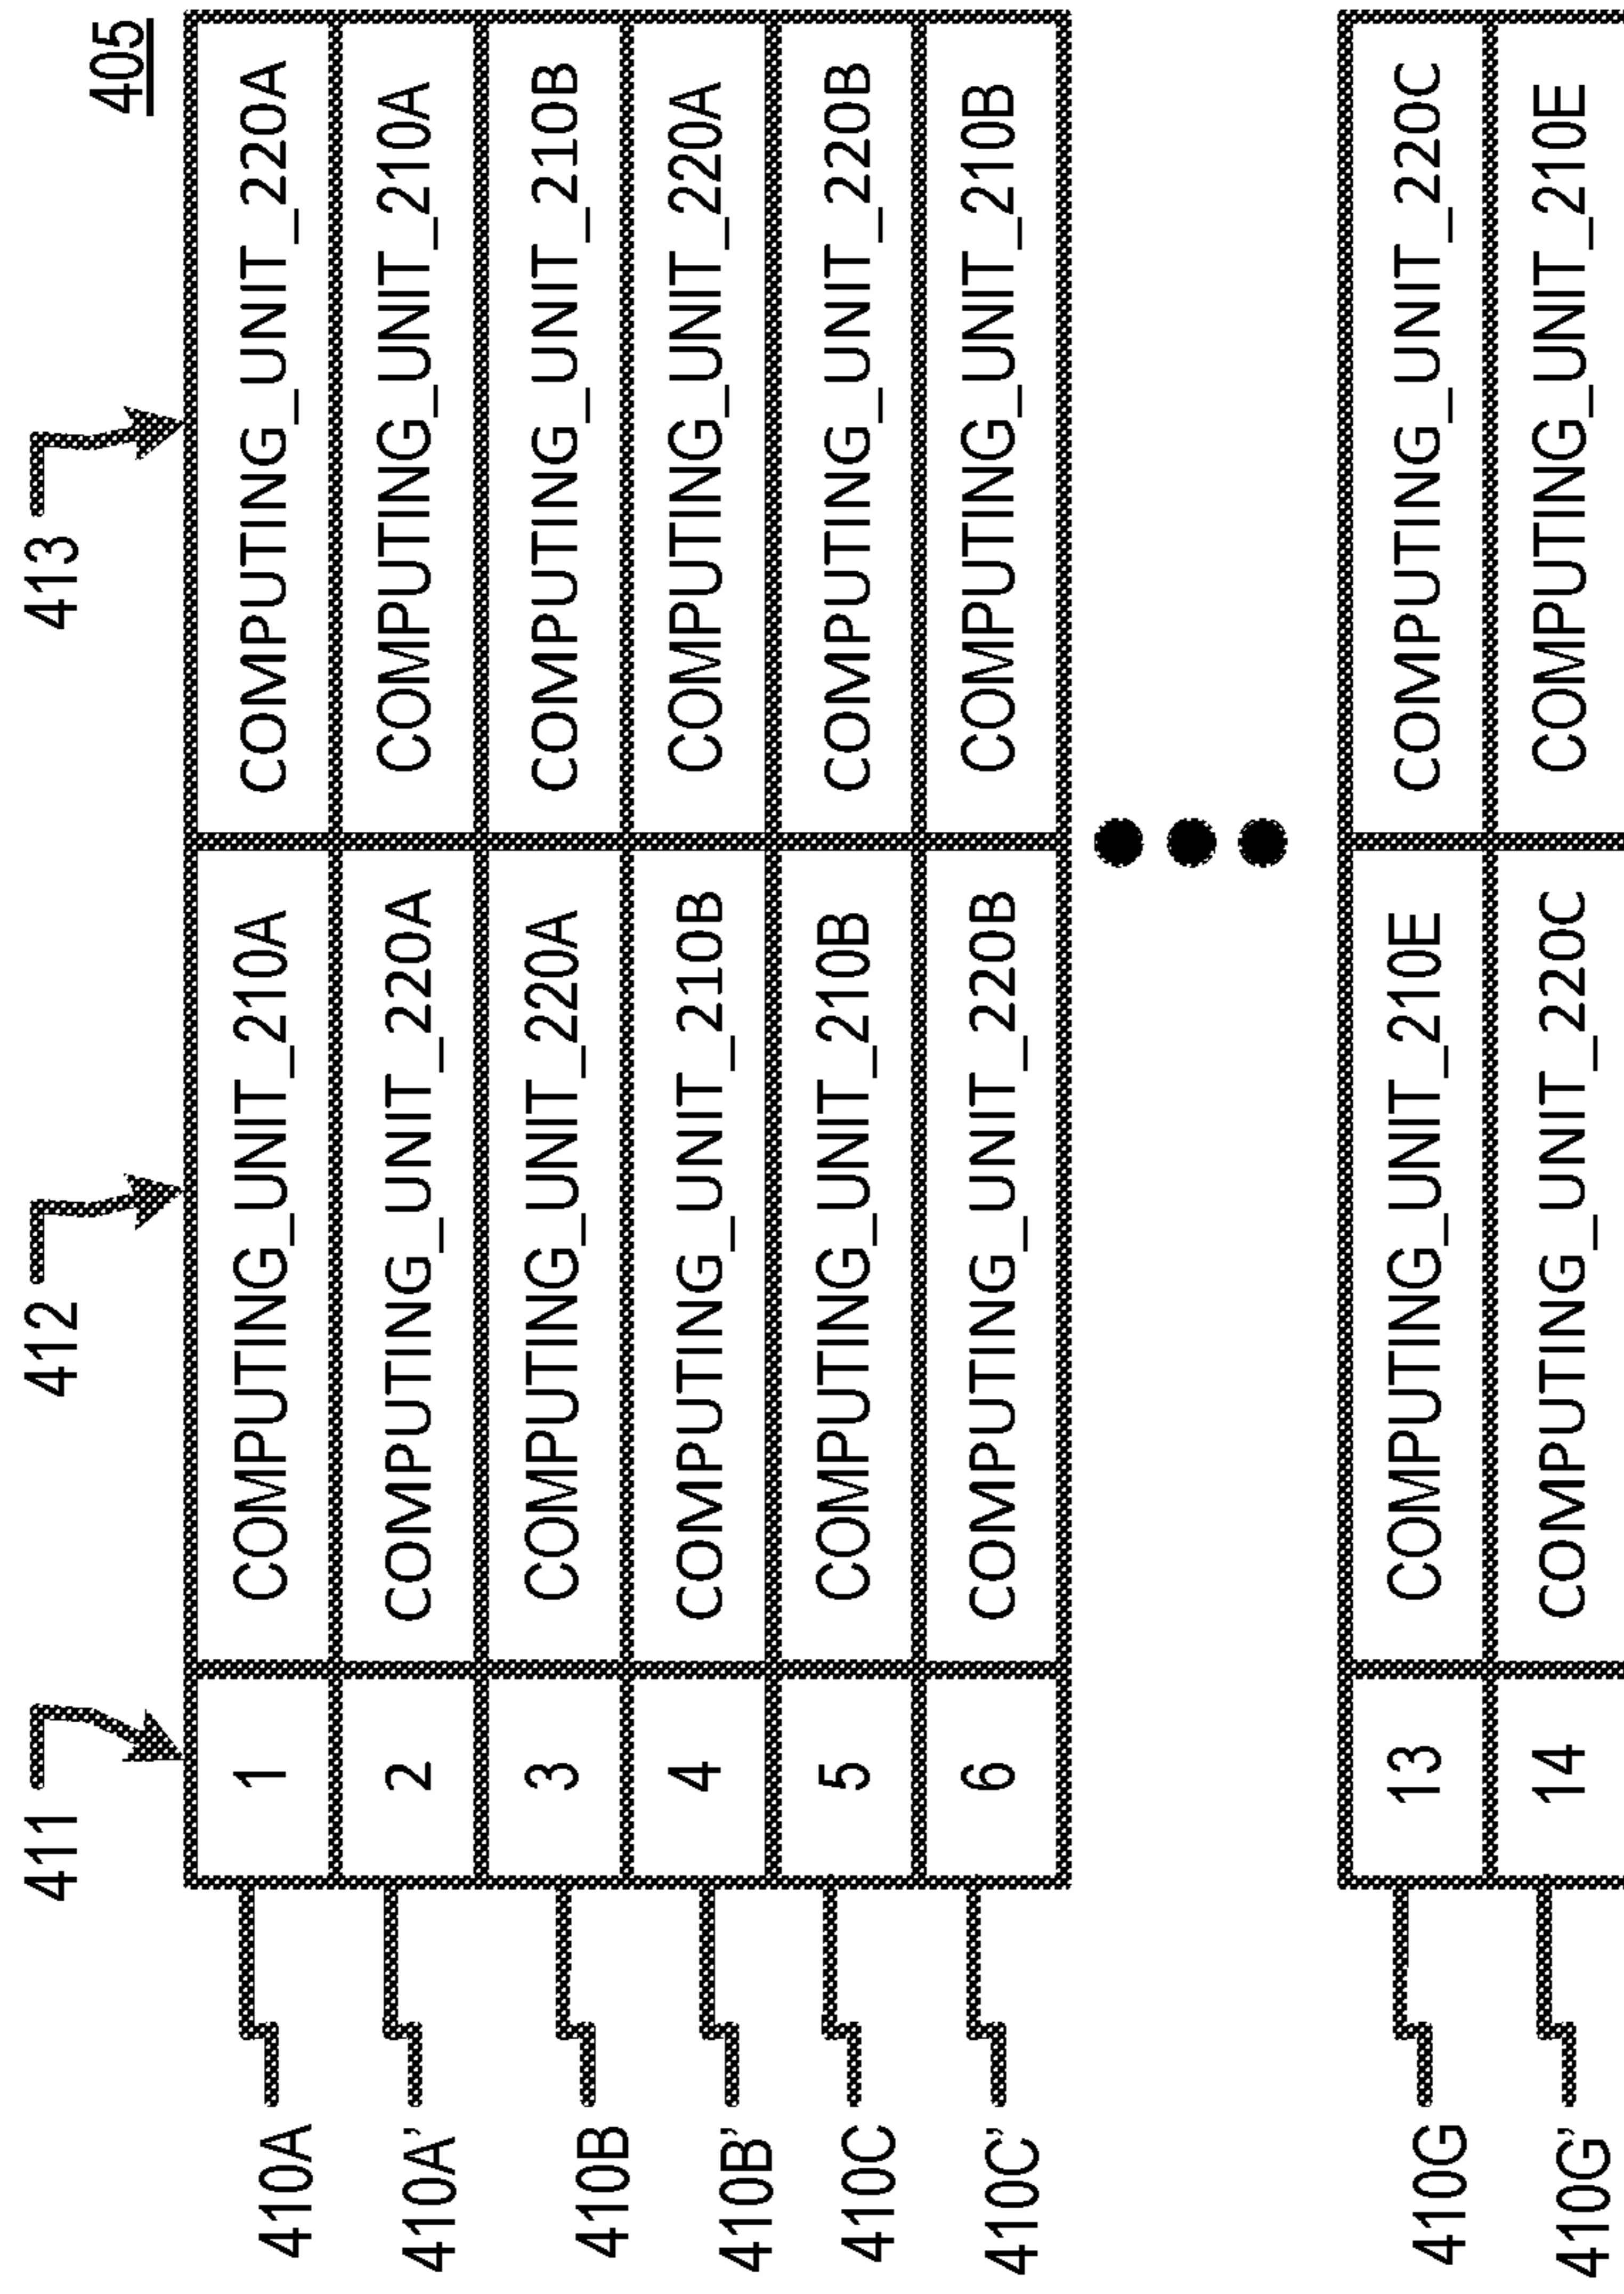 405
411 412 413
410A 1 COMPUTING_UNIT_210A COMPUTING_UNIT_220A
410A' 2 COMPUTING_UNIT_220A COMPUTING_UNIT_210A
410B 3 COMPUTING_UNIT_220A COMPUTING_UNIT_210B
410B' 4 COMPUTING_UNIT_210B COMPUTING_UNIT_220A
410C 5 COMPUTING_UNIT_210B COMPUTING_UNIT_220B
410C' 6 COMPUTING_UNIT_220B COMPUTING_UNIT_210B
410G 13 COMPUTING_UNIT_210E COMPUTING_UNIT_220C
410G' 14 COMPUTING_UNIT_220C COMPUTING_UNIT_210E